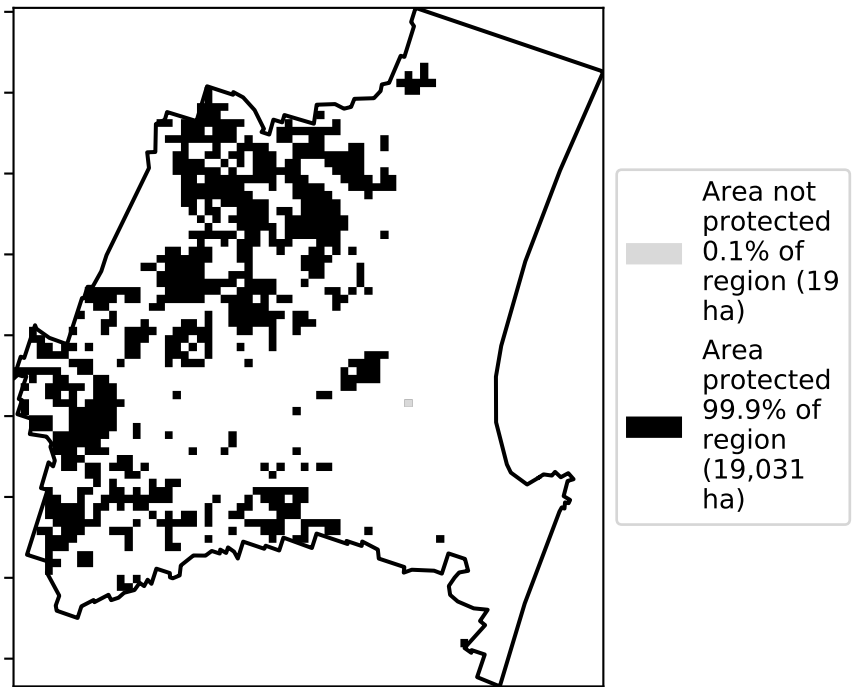 Area not
protected
0.1% of
region (19
ha)
Area
protected
99.9% of
region
(19,031
ha)